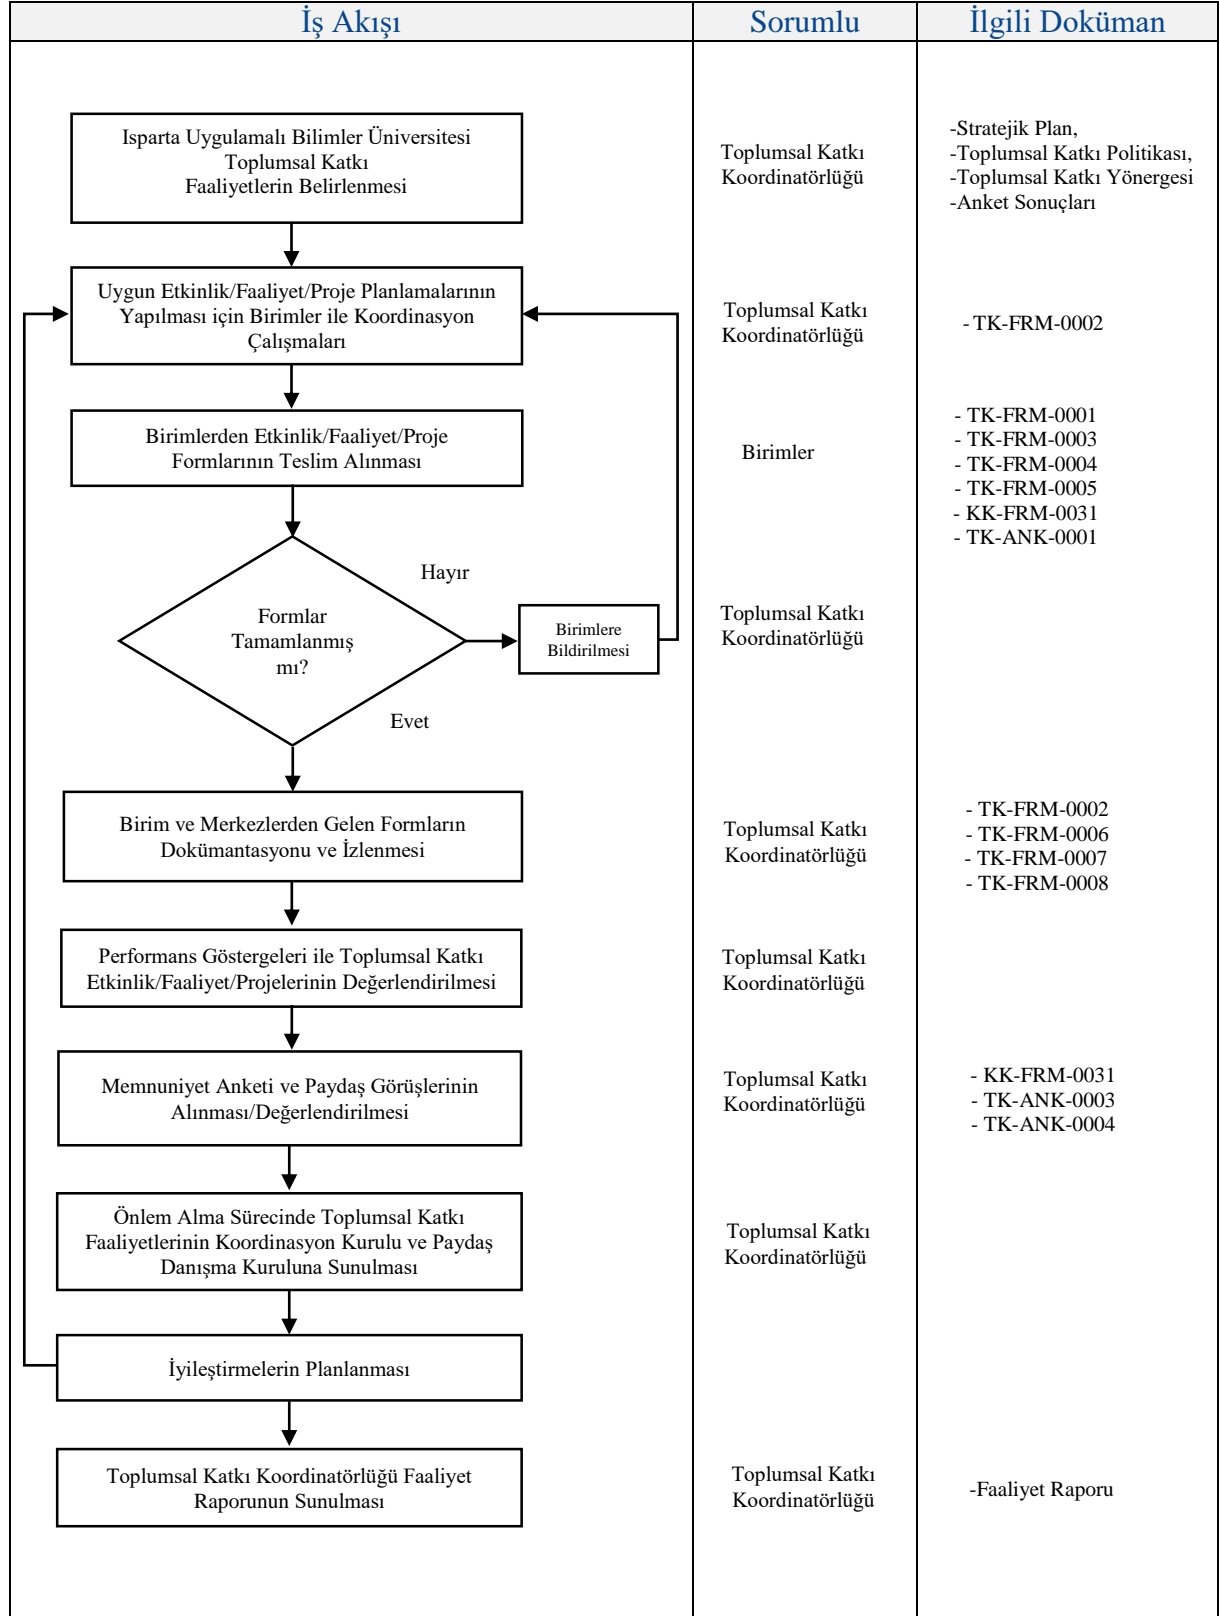 İş Akışı
Sorumlu
İlgili Doküman
Isparta Uygulamalı Bilimler Üniversitesi
Toplumsal Katkı
Faaliyetlerin Belirlenmesi
Toplumsal Katkı
Koordinatörlüğü
-Stratejik Plan,
-Toplumsal Katkı Politikası,
-Toplumsal Katkı Yönergesi
-Anket Sonuçları
Uygun Etkinlik/Faaliyet/Proje Planlamalarının
Yapılması için Birimler ile Koordinasyon
Çalışmaları
Toplumsal Katkı
Koordinatörlüğü
- TK-FRM-0002
Birimlerden Etkinlik/Faaliyet/Proje
Formlarının Teslim Alınması
Birimler
- TK-FRM-0001
- TK-FRM-0003
- TK-FRM-0004
- TK-FRM-0005
- KK-FRM-0031
- TK-ANK-0001
Formlar
Tamamlanmış
mı?
Hayır
Birimlere
Bildirilmesi
Evet
Toplumsal Katkı
Koordinatörlüğü
Birim ve Merkezlerden Gelen Formların
Dokümantasyonu ve İzlenmesi
Toplumsal Katkı
Koordinatörlüğü
- TK-FRM-0002
- TK-FRM-0006
- TK-FRM-0007
- TK-FRM-0008
Performans Göstergeleri ile Toplumsal Katkı
Etkinlik/Faaliyet/Projelerinin Değerlendirilmesi
Toplumsal Katkı
Koordinatörlüğü
Memnuniyet Anketi ve Paydaş Görüşlerinin
Alınması/Değerlendirilmesi
Toplumsal Katkı
Koordinatörlüğü
- KK-FRM-0031
- TK-ANK-0003
- TK-ANK-0004
Önlem Alma Sürecinde Toplumsal Katkı
Faaliyetlerinin Koordinasyon Kurulu ve Paydaş
Danışma Kuruluna Sunulması
Toplumsal Katkı
Koordinatörlüğü
İyileştirmelerin Planlanması
Toplumsal Katkı Koordinatörlüğü Faaliyet
Raporunun Sunulması
Toplumsal Katkı
Koordinatörlüğü
-Faaliyet Raporu